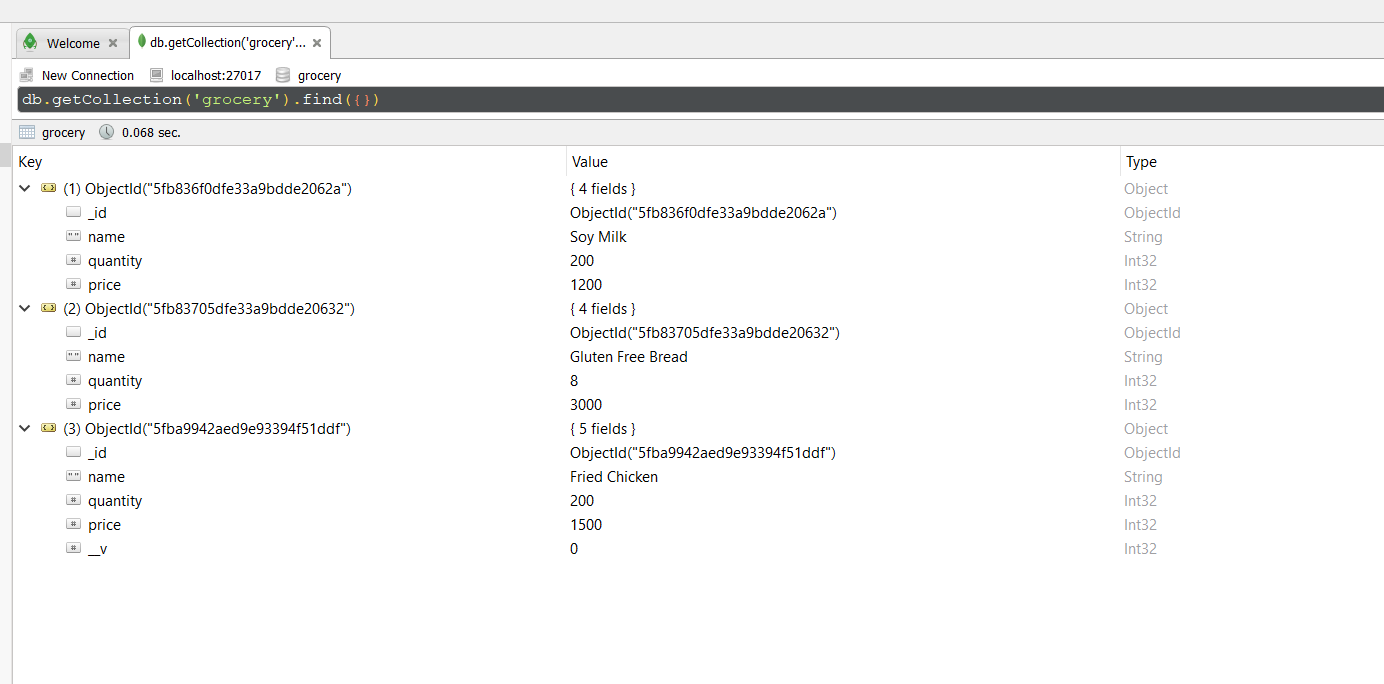 Welcome db.getCollection('grocery'...
New Connection localhost:27017 grocery
db.getCollection('grocery').find({})
grocery 0.068 sec.
Key Value Type
(1) ObjectId("5fb836f0dfe33a9bdde2062a") { 4 fields } Object
_id ObjectId("5fb836f0dfe33a9bdde2062a") ObjectId
name Soy Milk String
quantity 200 Int32
price 1200 Int32
(2) ObjectId("5fb83705dfe33a9bdde20632") { 4 fields } Object
_id ObjectId("5fb83705dfe33a9bdde20632") ObjectId
name Gluten Free Bread String
quantity 8 Int32
price 3000 Int32
(3) ObjectId("5fba9942aed9e93394f51ddf") { 5 fields } Object
_id ObjectId("5fba9942aed9e93394f51ddf") ObjectId
name Fried Chicken String
quantity 200 Int32
price 1500 Int32
__v 0 Int32